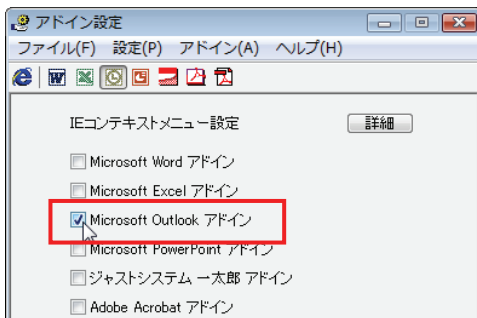 アドイン設定
ファイル(F) 設定(P) アドイン(A) ヘルプ(H)
IEコンテキストメニュー設定 詳細
Microsoft Word アドイン
Microsoft Excel アドイン
Microsoft Outlook アドイン
Microsoft PowerPoint アドイン
ジャストシステム 一太郎 アドイン
Adobe Acrobat アドイン